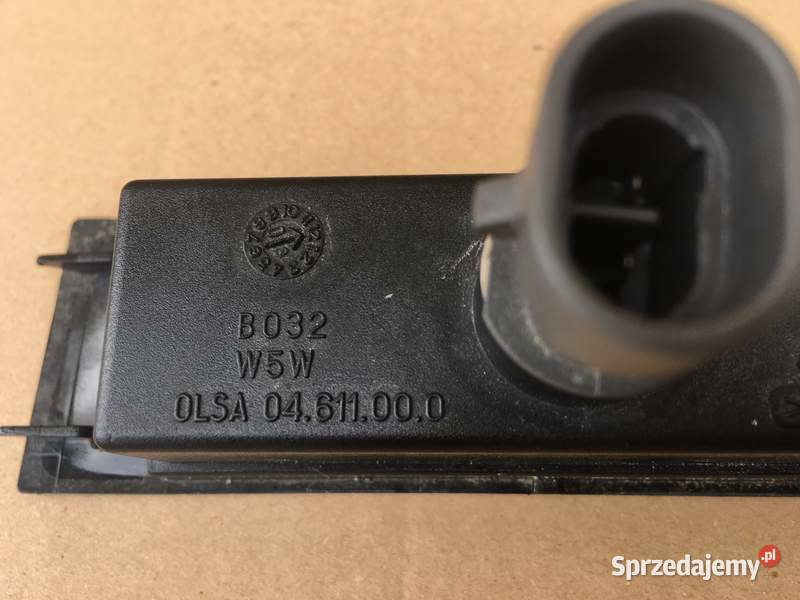 B032
W5W
OLSA 04.611.00.0
Sprzedajemy.pl